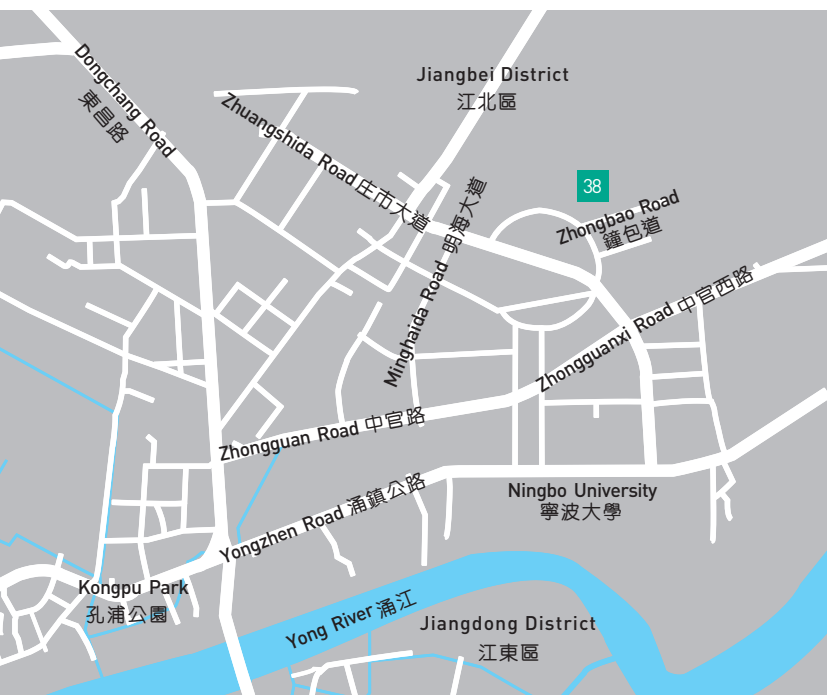 Dongchang Road
東昌路
Jiangbei District
江北區
Zhuangshida Road 庄市大道
38
Zhongbao Road
鐘包道
Minghaida Road 明海大道
Zhongguanxi Road 中官西路
Zhongguan Road 中官路
Ningbo University
寧波大學
Yongzhen Road 涌鎮公路
Kongpu Park
孔浦公園
Yong River 涌江
Jiangdong District
江東區